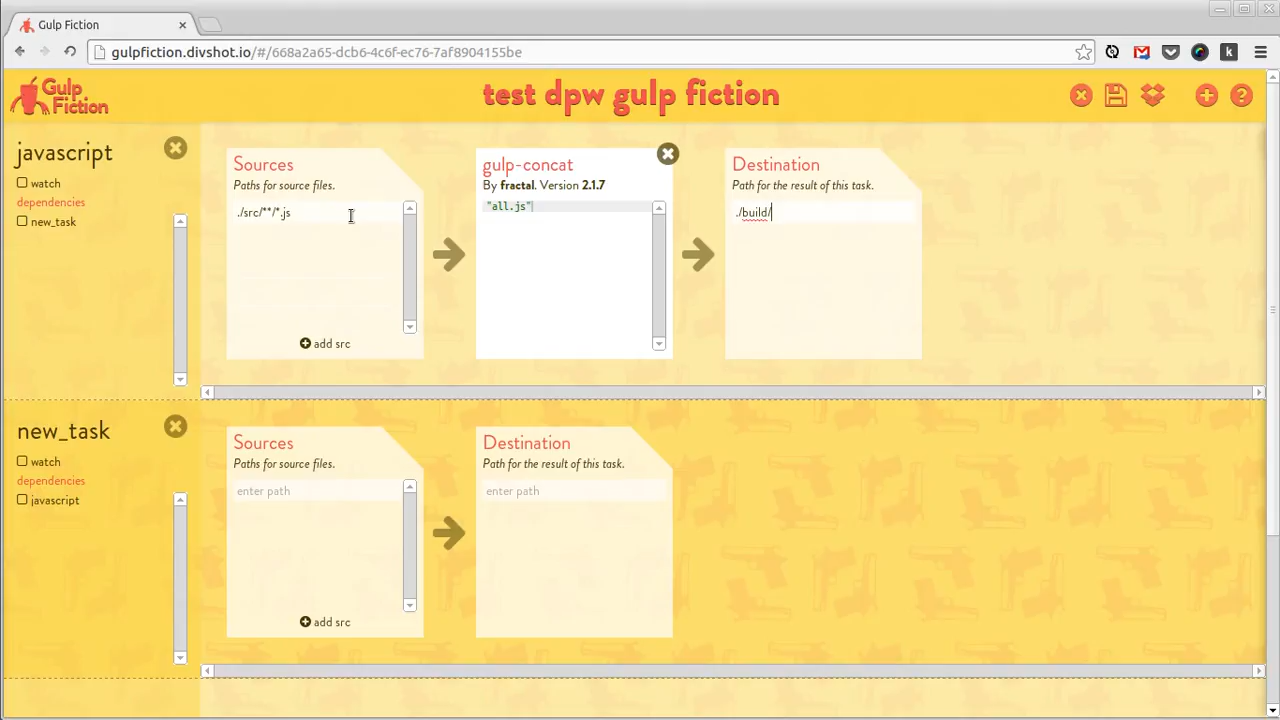 Gulp Fiction
gulpfiction.divshot.io/#/668a2a65-dcb6-4c6f-ec76-7af8904155be
k
Gulp
Fiction
test dpw gulp fiction
javascript
watch
dependencies
new_task
Sources
Paths for source files.
./src/**/*.js
add src
gulp-concat
By fractal. Version 2.1.7
"all.js"
Destination
Path for the result of this task.
./build/
new_task
watch
dependencies
javascript
Sources
Paths for source files.
enter path
add src
Destination
Path for the result of this task.
enter path